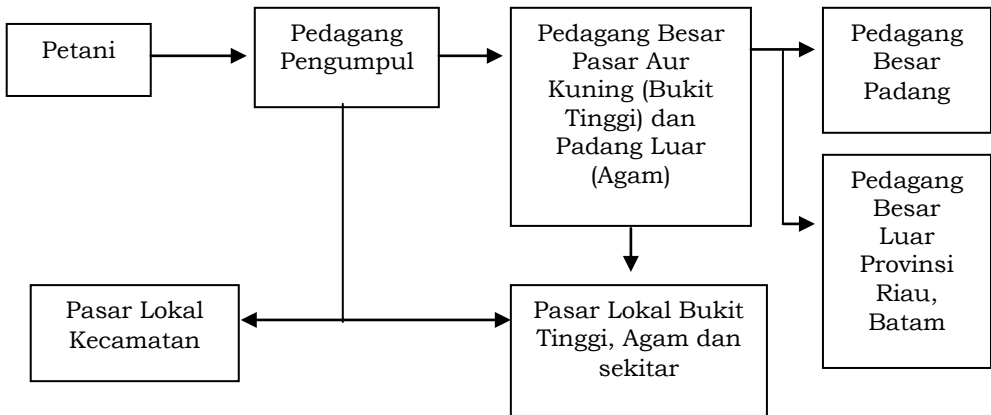 Petani
Pedagang
Pengumpul
Pedagang Besar
Pasar Aur
Kuning (Bukit
Tinggi) dan
Padang Luar
(Agam)
Pedagang
Besar
Padang
Pedagang
Besar
Luar
Provinsi
Riau,
Batam
Pasar Lokal
Kecamatan
Pasar Lokal Bukit
Tinggi, Agam dan
sekitar